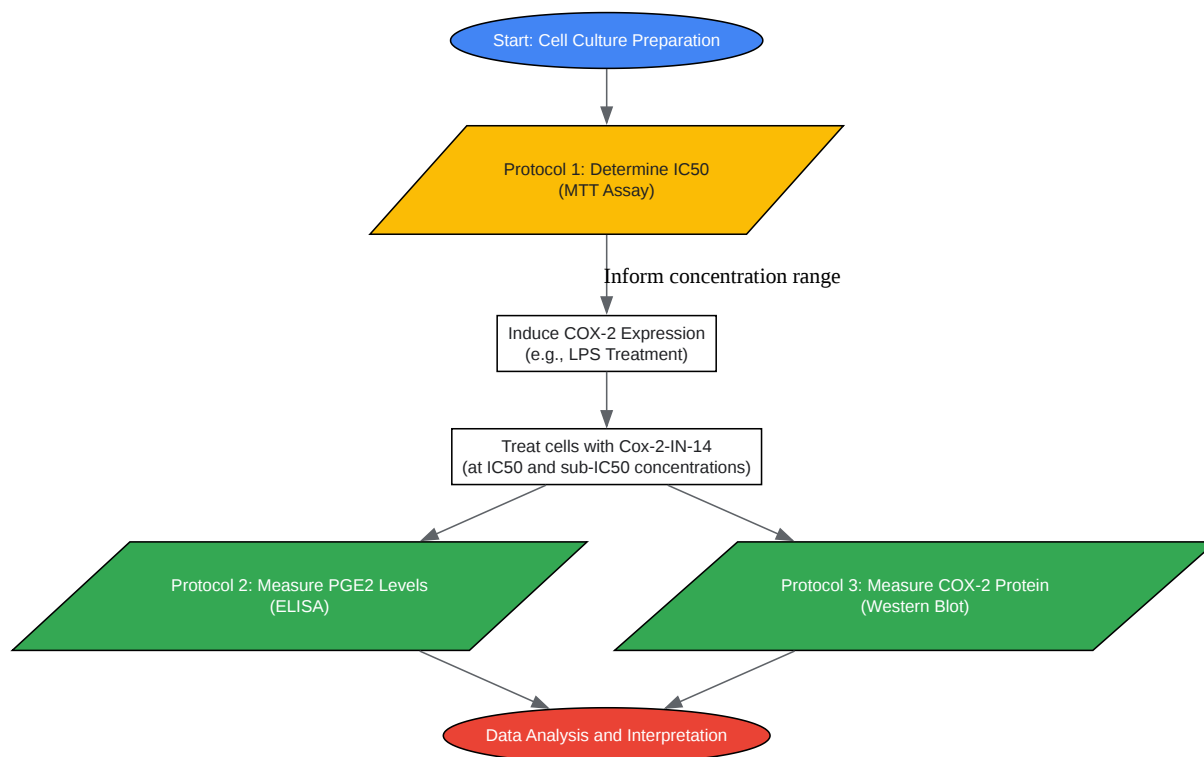 Start: Cell Culture Preparation
Protocol 1: Determine IC50
(MTT Assay)
Inform concentration range
Induce COX-2 Expression
(e.g., LPS Treatment)
Treat cells with Cox-2-IN-14
(at IC50 and sub-IC50 concentrations)
Protocol 2: Measure PGE2 Levels
(ELISA)
Protocol 3: Measure COX-2 Protein
(Western Blot)
Data Analysis and Interpretation